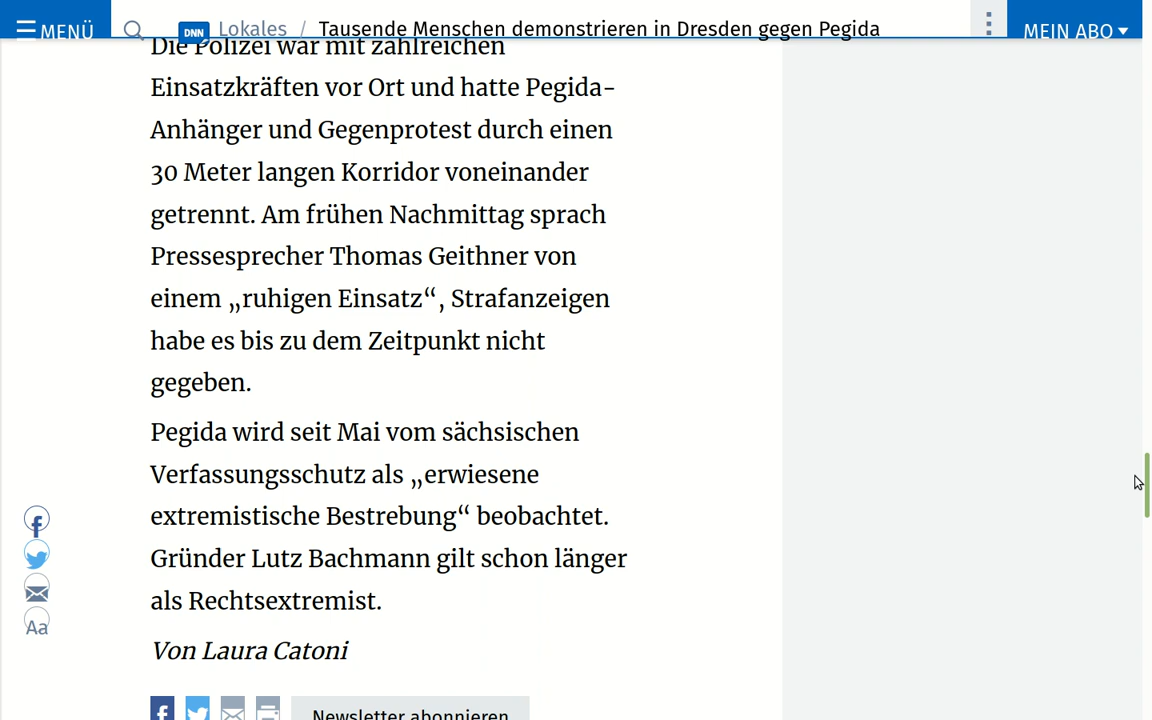 MENÜ
DNN Lokales / Tausende Menschen demonstrieren in Dresden gegen Pegida
MEIN ABO
Die Polizei war mit zahlreichen
Einsatzkräften vor Ort und hatte Pegida-
Anhänger und Gegenprotest durch einen
30 Meter langen Korridor voneinander
getrennt. Am frühen Nachmittag sprach
Pressesprecher Thomas Geithner von
einem „ruhigen Einsatz“, Strafanzeigen
habe es bis zu dem Zeitpunkt nicht
gegeben.
Pegida wird seit Mai vom sächsischen
Verfassungsschutz als „erwiesene
extremistische Bestrebung“ beobachtet.
Gründer Lutz Bachmann gilt schon länger
als Rechtsextremist.
Aa
Von Laura Catoni
Newsletter abonnieren